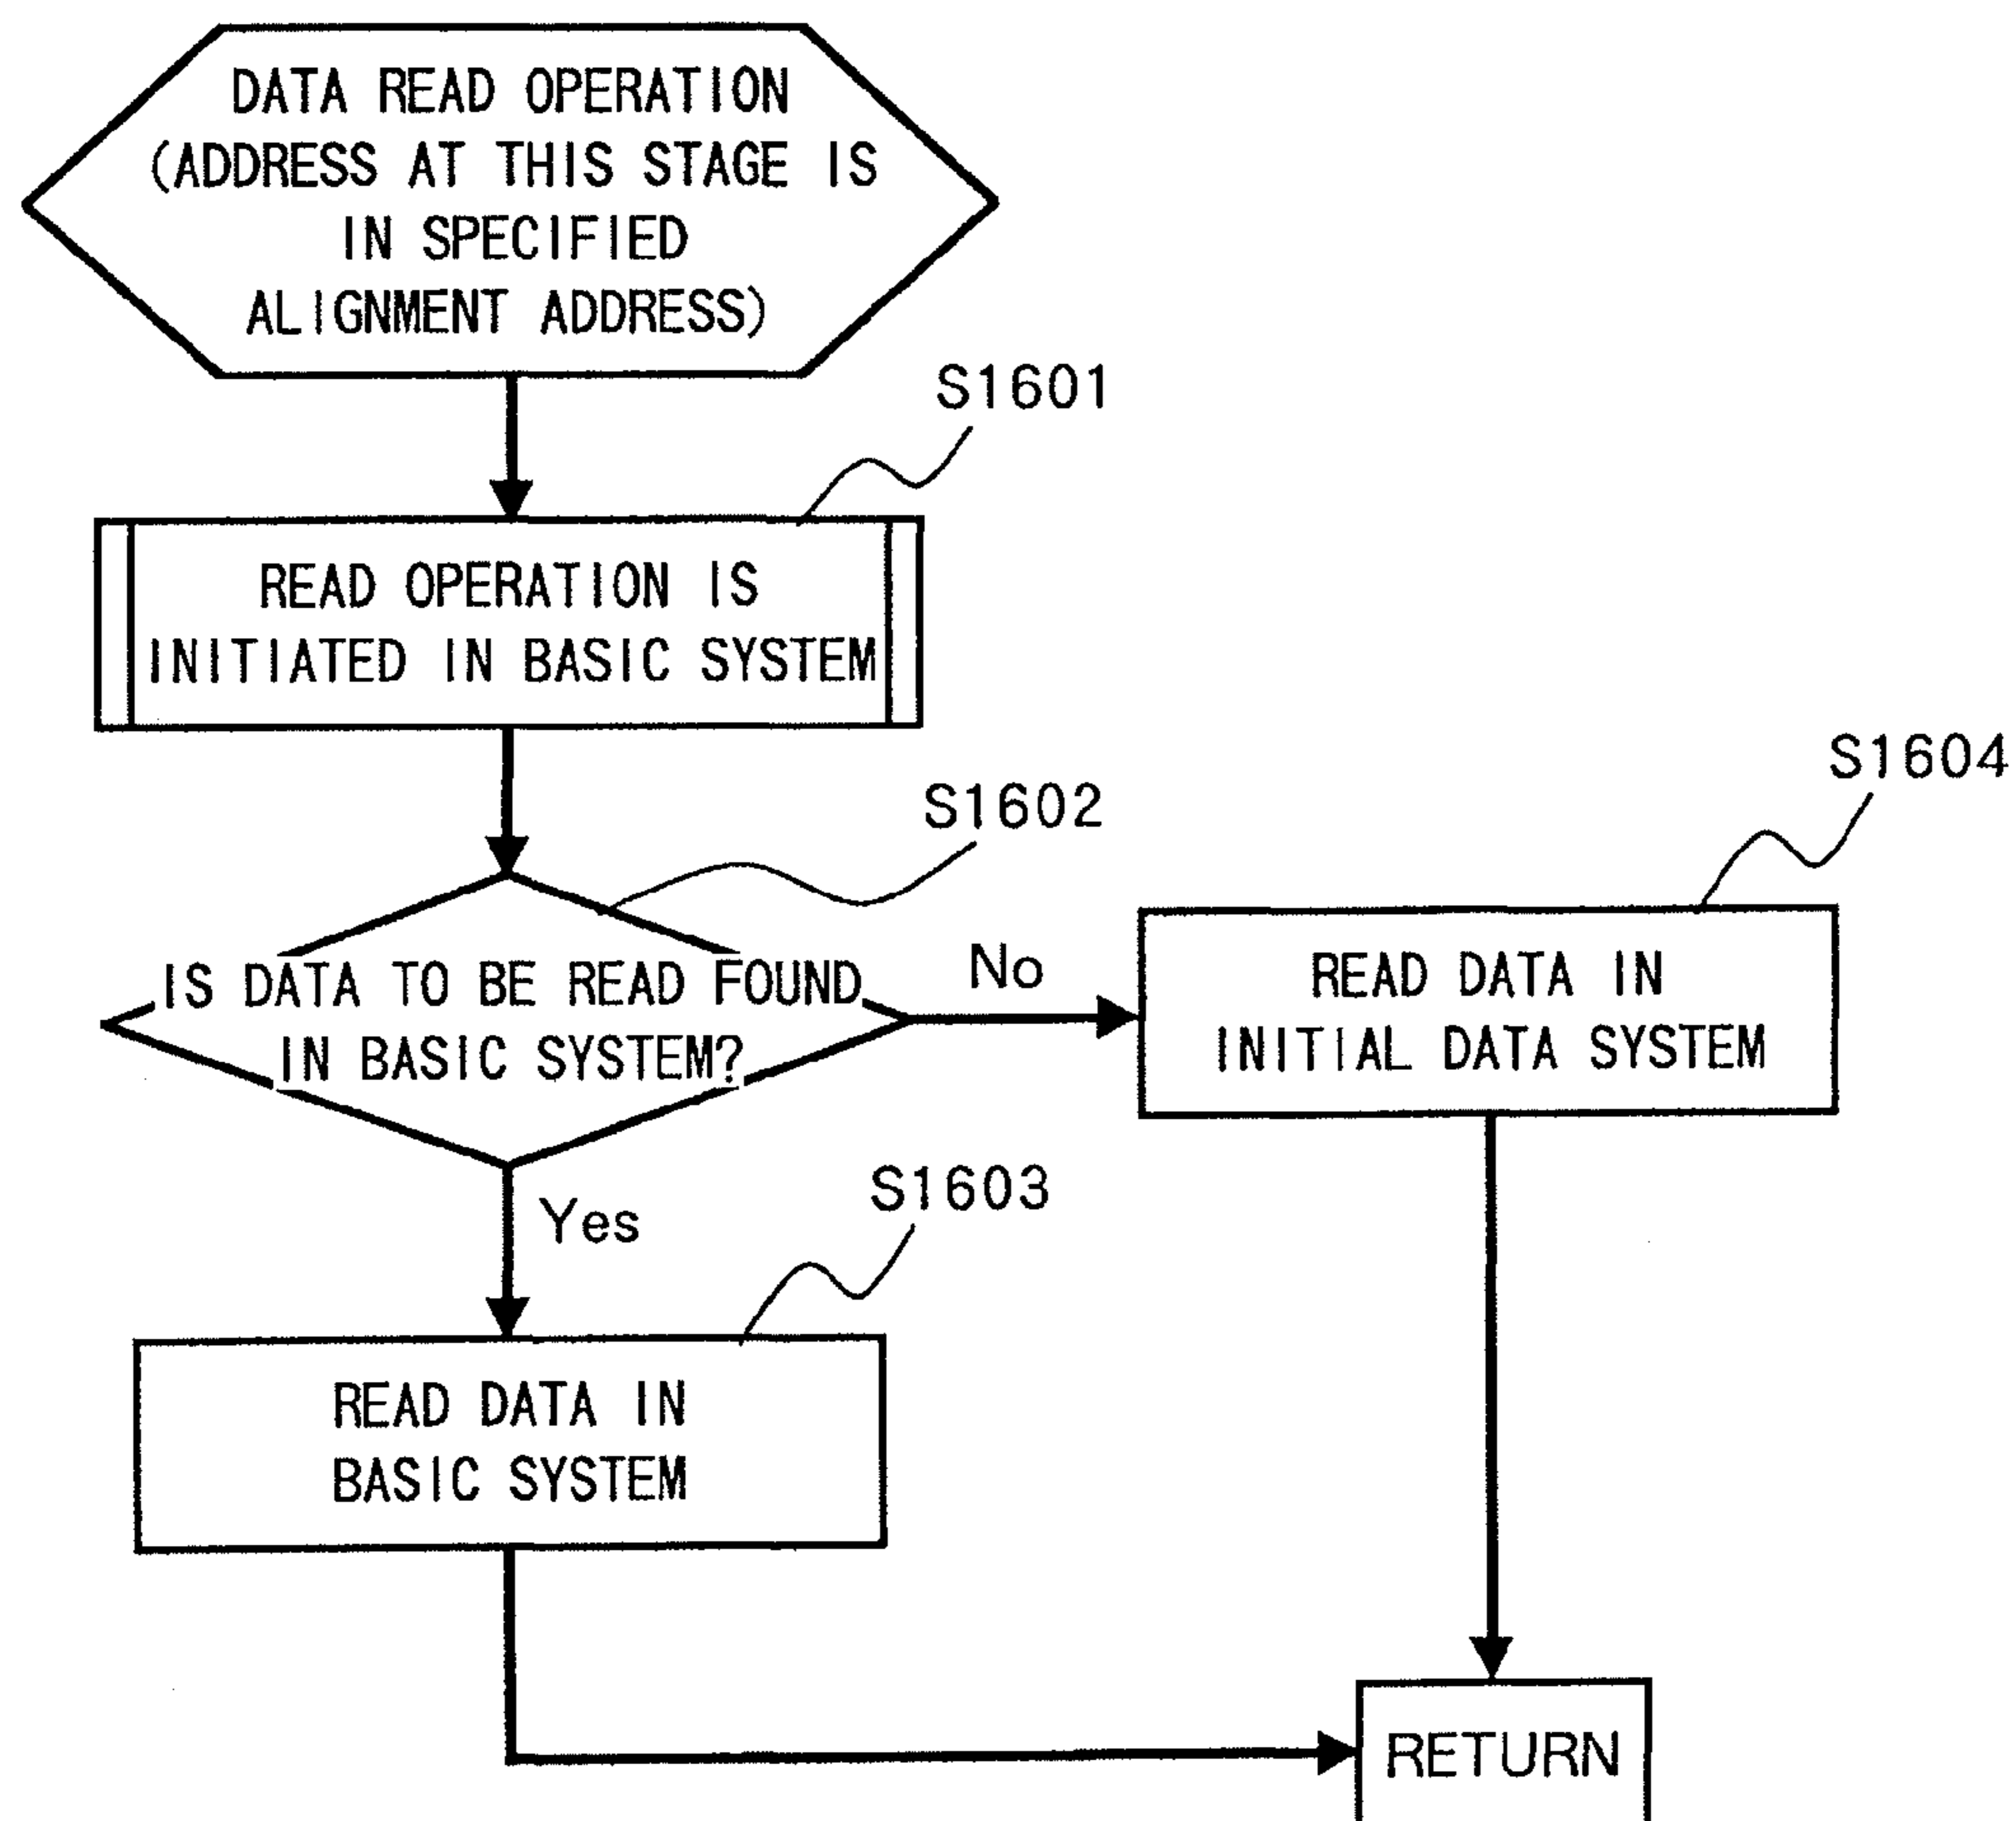 DATA READ OPERATION
(ADDRESS AT THIS STAGE IS
IN SPECIFIED
ALIGNMENT ADDRESS)
S1601
READ OPERATION IS
INITIATED IN BASIC SYSTEM
S1602
IS DATA TO BE READ FOUND
IN BASIC SYSTEM?
No
S1604
READ DATA IN
INITIAL DATA SYSTEM
Yes
S1603
READ DATA IN
BASIC SYSTEM
RETURN